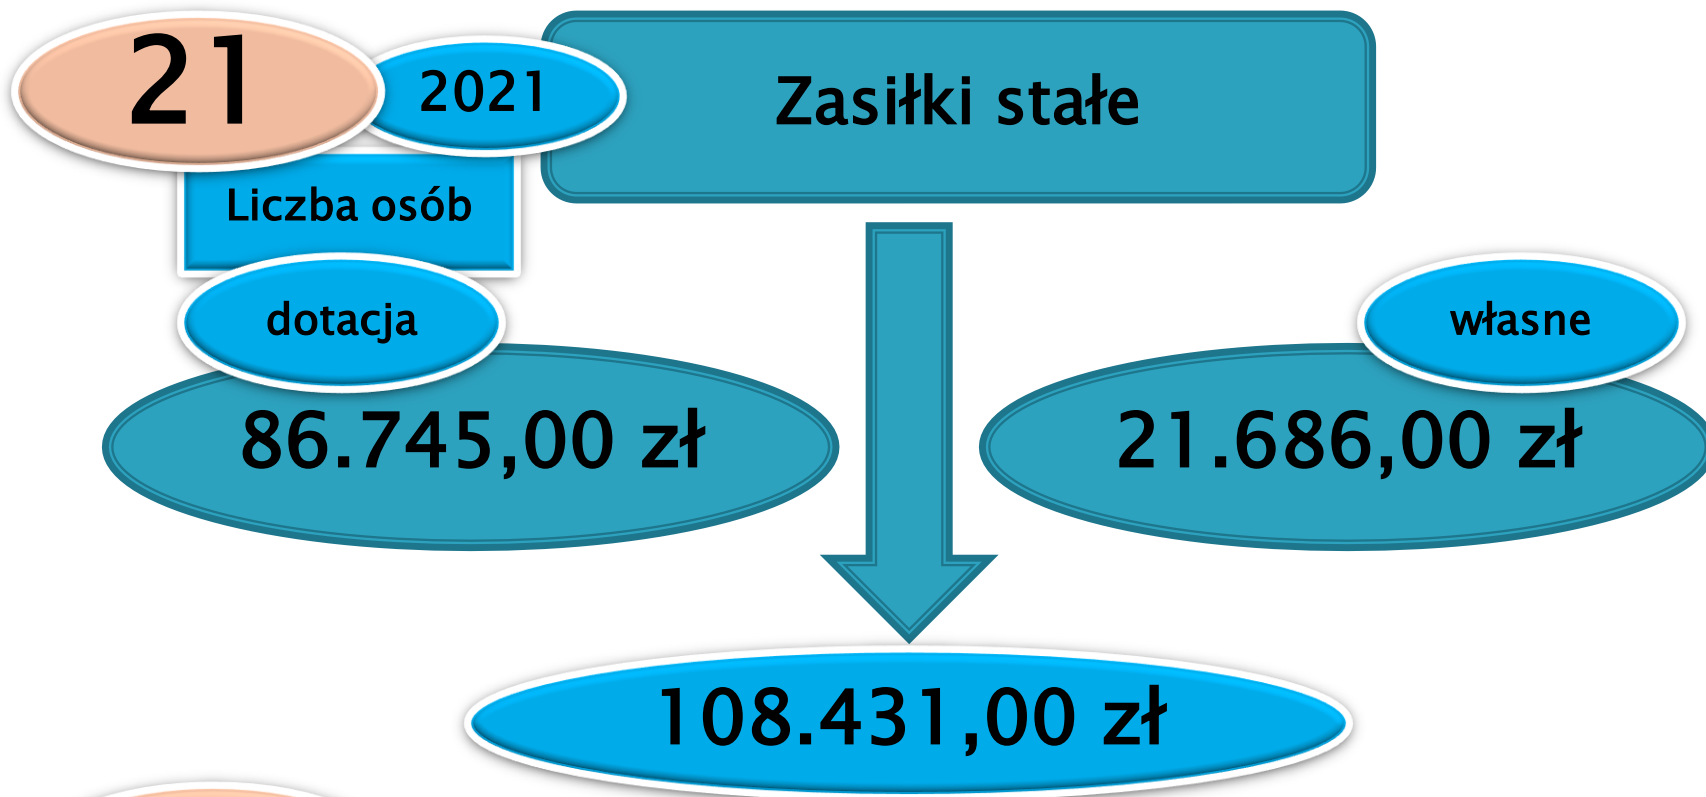 21
2021
Zasiłki stałe
Liczba osób
dotacja
własne
86.745,00 zł
21.686,00 zł
108.431,00 zł